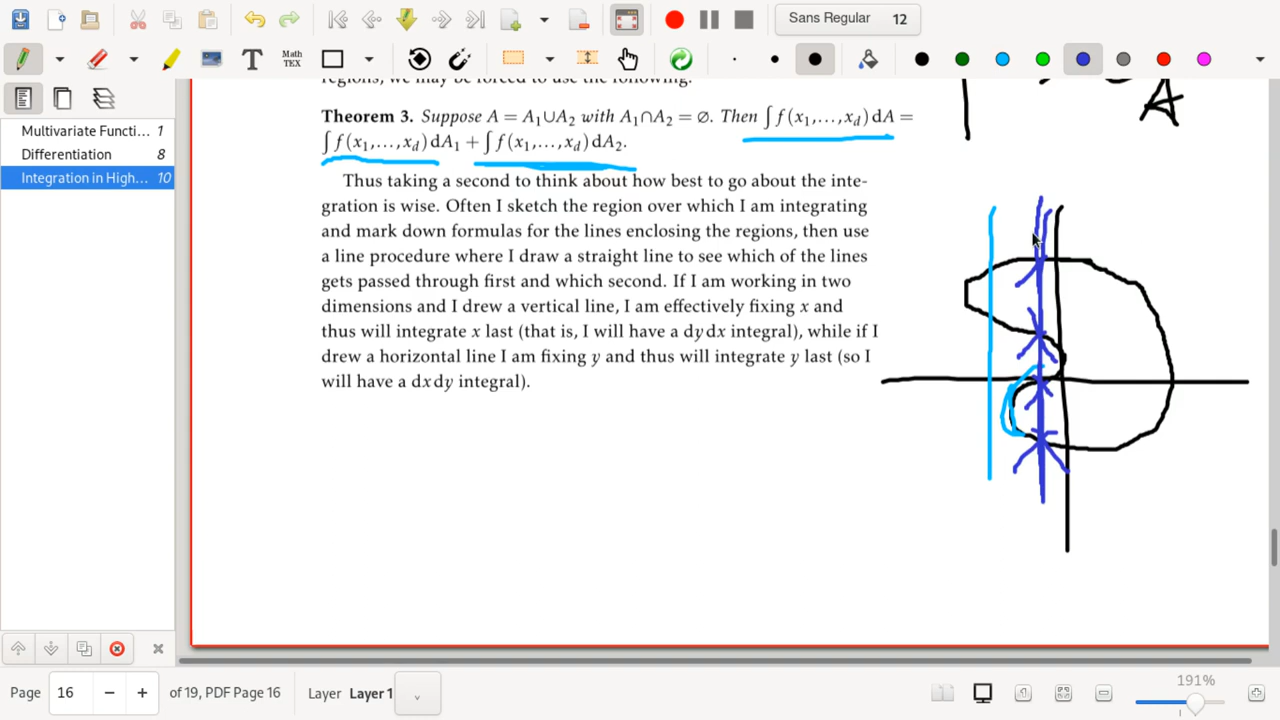 Sans Regular 12
T Math TEX
regions, we may be forced to use the following.
Theorem 3. Suppose A = A₁∪A₂ with A₁∩A₂ = ∅. Then ∫ f(x₁,...,x_d) dA =
∫ f(x₁,...,x_d) dA₁ + ∫ f(x₁,...,x_d) dA₂.
Thus taking a second to think about how best to go about the inte-
gration is wise. Often I sketch the region over which I am integrating
and mark down formulas for the lines enclosing the regions, then use
a line procedure where I draw a straight line to see which of the lines
gets passed through first and which second. If I am working in two
dimensions and I drew a vertical line, I am effectively fixing x and
thus will integrate x last (that is, I will have a dy dx integral), while if I
drew a horizontal line I am fixing y and thus will integrate y last (so I
will have a dx dy integral).
A
Multivariate Functi... 1
Differentiation 8
Integration in High... 10
Page 16 of 19, PDF Page 16 Layer Layer 1 191%